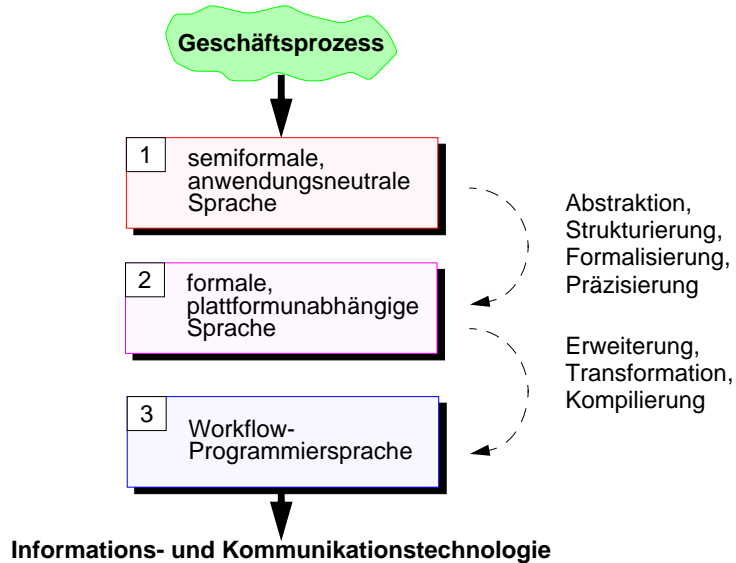 Geschäftsprozess
1
semiformale,
anwendungsneutrale
Sprache
Abstraktion,
Strukturierung,
Formalisierung,
Präzisierung
2
formale,
plattformunabhängige
Sprache
Erweiterung,
Transformation,
Kompilierung
3
Workflow-
Programmiersprache
Informations- und Kommunikationstechnologie